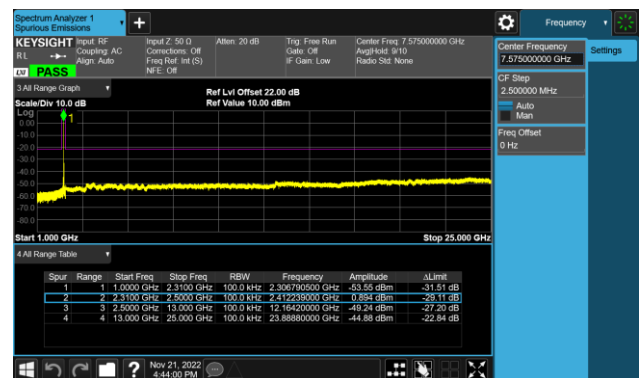 Spectrum Analyzer 1
Spurious Emissions
+
Frequency
KEYSIGHT
RL
LXI
PASS
Input: RF
Coupling: AC
Align: Auto
Input Z: 50 Ω
Corrections: Off
Freq Ref: Int (S)
NFE: Off
Atten: 20 dB
Trig: Free Run
Gate: Off
IF Gain: Low
Center Freq: 7.575000000 GHz
Avg|Hold: 9/10
Radio Std: None
Center Frequency
7.575000000 GHz
Settings
CF Step
2.500000 MHz
Auto
Man
Freq Offset
0 Hz
3 All Range Graph
Scale/Div 10.0 dB
Ref Lvl Offset 22.00 dB
Ref Value 10.00 dBm
Log
0.00
-10.0
-20.0
-30.0
-40.0
-50.0
-60.0
-70.0
-80.0
1
Start 1.000 GHz
Stop 25.000 GHz
4 All Range Table
Spur Range Start Freq Stop Freq RBW Frequency Amplitude ΔLimit
1 1 1.0000 GHz 2.3100 GHz 100.0 kHz 2.306790500 GHz -53.55 dBm -31.51 dB
2 2 2.3100 GHz 2.5000 GHz 100.0 kHz 2.412239000 GHz 0.894 dBm -29.11 dB
3 3 2.5000 GHz 13.000 GHz 100.0 kHz 12.16420000 GHz -49.24 dBm -27.20 dB
4 4 13.000 GHz 25.000 GHz 100.0 kHz 23.88880000 GHz -44.88 dBm -22.84 dB
?
Nov 21, 2022
4:44:00 PM